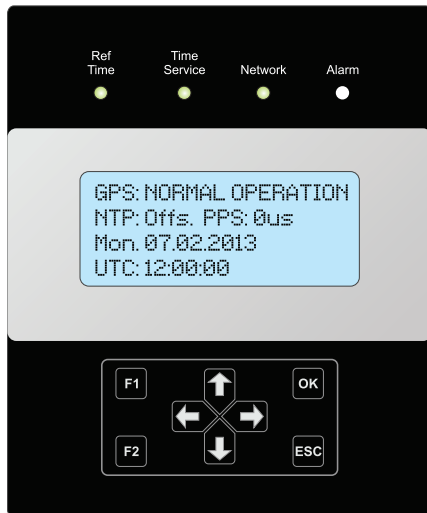 Ref Time
Time Service
Network
Alarm
GPS: NORMAL OPERATION
NTP: Offs. PPS: 0us
Mon. 07.02.2013
UTC: 12:00:00
F1
OK
F2
ESC